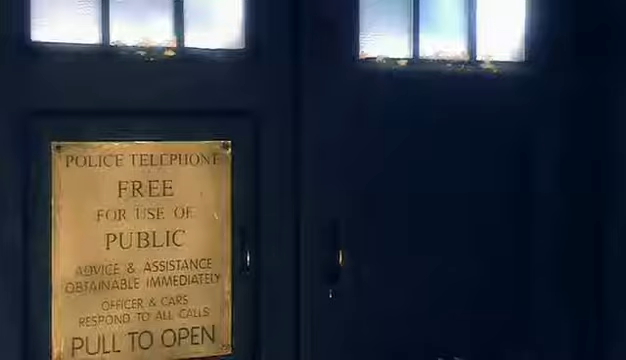 POLICE TELEPHONE
FREE
FOR USE OF
PUBLIC
ADVICE & ASSISTANCE
OBTAINABLE IMMEDIATELY
OFFICER & CARS
RESPOND TO ALL CALLS
PULL TO OPEN